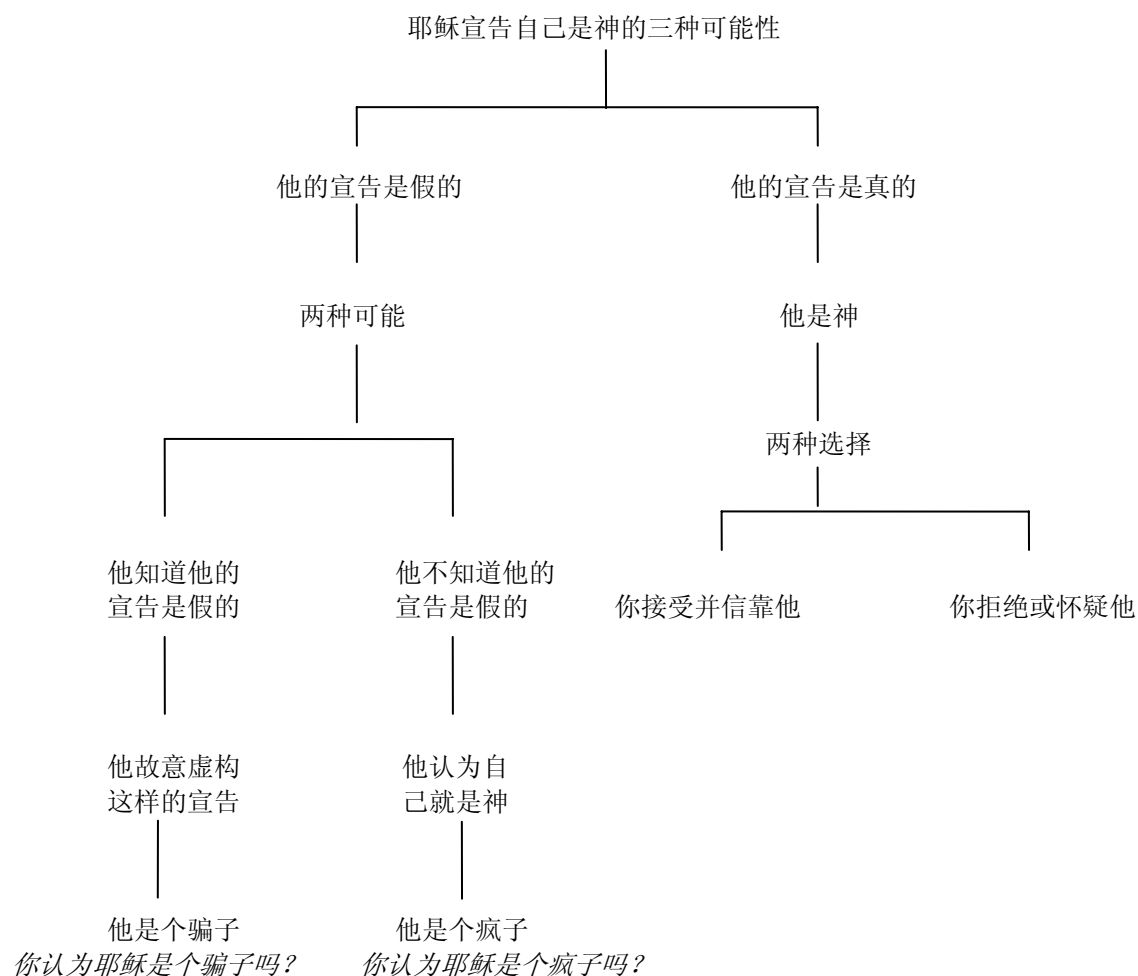 耶稣宣告自己是神的三种可能性
他的宣告是假的
他的宣告是真的
两种可能
他是神
两种选择
他知道他的
宣告是假的
他不知道他的
宣告是假的
你接受并信靠他
你拒绝或怀疑他
他故意虚构
这样的宣告
他认为自
己就是神
他是个骗子
你认为耶稣是个骗子吗？
他是个疯子
你认为耶稣是个疯子吗？